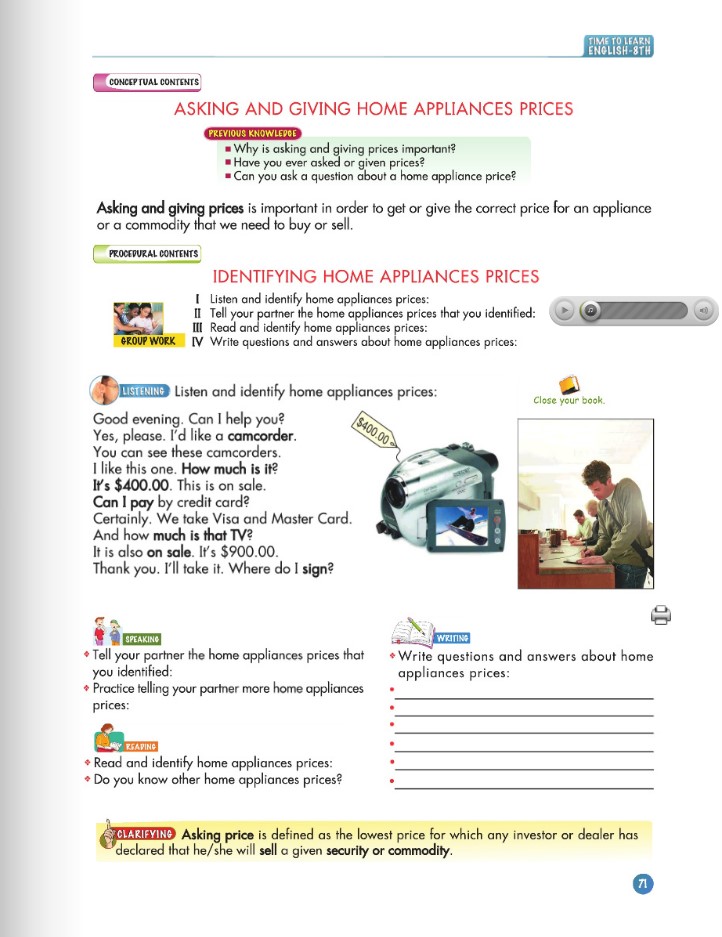 TIME TO LEARN
ENGLISH-8TH
CONCEPTUAL CONTENTS
ASKING AND GIVING HOME APPLIANCES PRICES
PREVIOUS KNOWLEDGE
Why is asking and giving prices important?
Have you ever asked or given prices?
Can you ask a question about a home appliance price?
Asking and giving prices is important in order to get or give the correct price for an appliance
or a commodity that we need to buy or sell.
PROCEDURAL CONTENTS
IDENTIFYING HOME APPLIANCES PRICES
I Listen and identify home appliances prices:
II Tell your partner the home appliances prices that you identified:
III Read and identify home appliances prices:
IV Write questions and answers about home appliances prices:
GROUP WORK
LISTENING Listen and identify home appliances prices:
Close your book.
Good evening. Can I help you?
Yes, please. I'd like a camcorder.
You can see these camcorders.
I like this one. How much is it?
It's $400.00. This is on sale.
Can I pay by credit card?
Certainly. We take Visa and Master Card.
And how much is that TV?
It is also on sale. It's $900.00.
Thank you. I'll take it. Where do I sign?
$400.00
SPEAKING
Tell your partner the home appliances prices that
you identified:
Practice telling your partner more home appliances
prices:
READING
Read and identify home appliances prices:
Do you know other home appliances prices?
WRITING
Write questions and answers about home
appliances prices:
CLARIFYING Asking price is defined as the lowest price for which any investor or dealer has
declared that he/she will sell a given security or commodity.
71